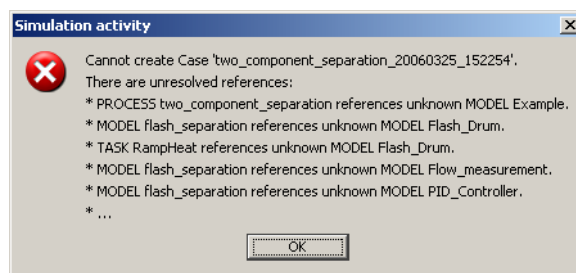 Simulation activity
Cannot create Case 'two_component_separation_20060325_152254'.
There are unresolved references:
* PROCESS two_component_separation references unknown MODEL Example.
* MODEL flash_separation references unknown MODEL Flash_Drum.
* TASK RampHeat references unknown MODEL Flash_Drum.
* MODEL flash_separation references unknown MODEL Flow_measurement.
* MODEL flash_separation references unknown MODEL PID_Controller.
* ...
OK